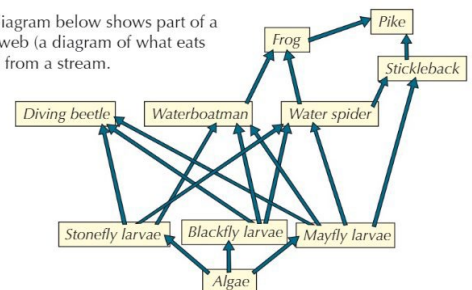 diagram below shows part of a
web (a diagram of what eats
from a stream.
Pike
Frog
Stickleback
Diving beetle
Waterboatman
Water spider
Stonefly larvae
Blackfly larvae
Mayfly larvae
Algae